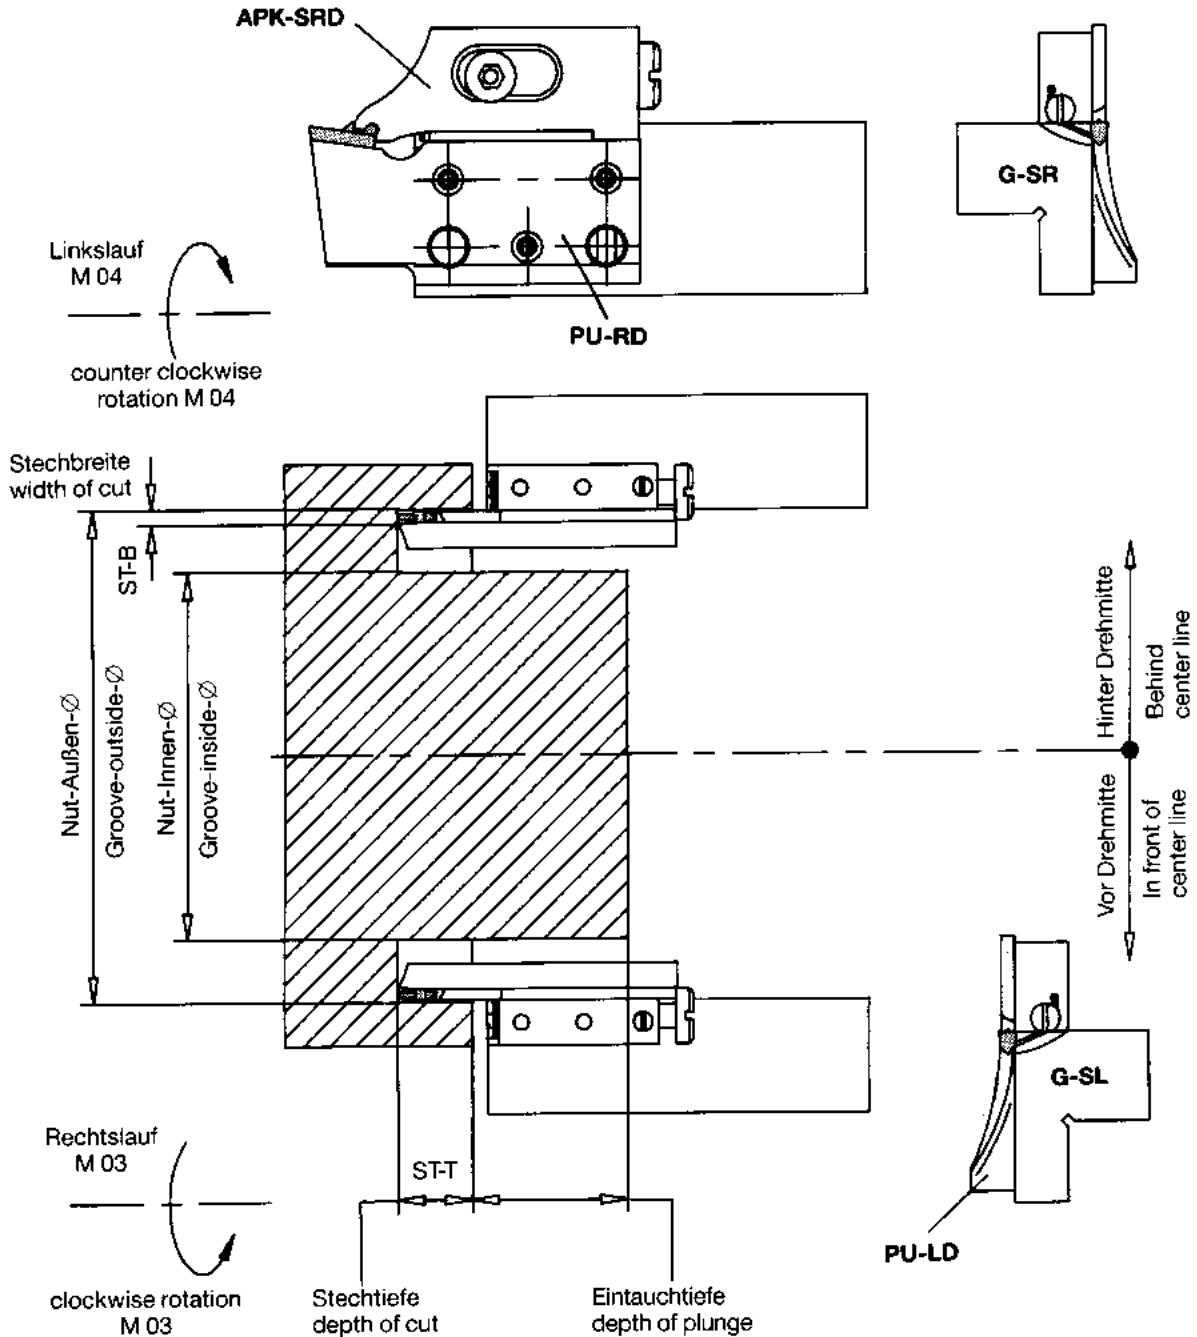 APK-SRD
G-SR
Linkslauf
M 04
PU-RD
counter clockwise
rotation M 04
Stechbreite
width of cut
ST-B
Nut-Außen-Ø
Groove-outside-Ø
Nut-Innen-Ø
Groove-inside-Ø
Hinter Drehmitte
Behind
center line
Vor Drehmitte
In front of
center line
G-SL
Rechtslauf
M 03
ST-T
PU-LD
clockwise rotation
M 03
Stechtiefe
depth of cut
Eintauchtiefe
depth of plunge